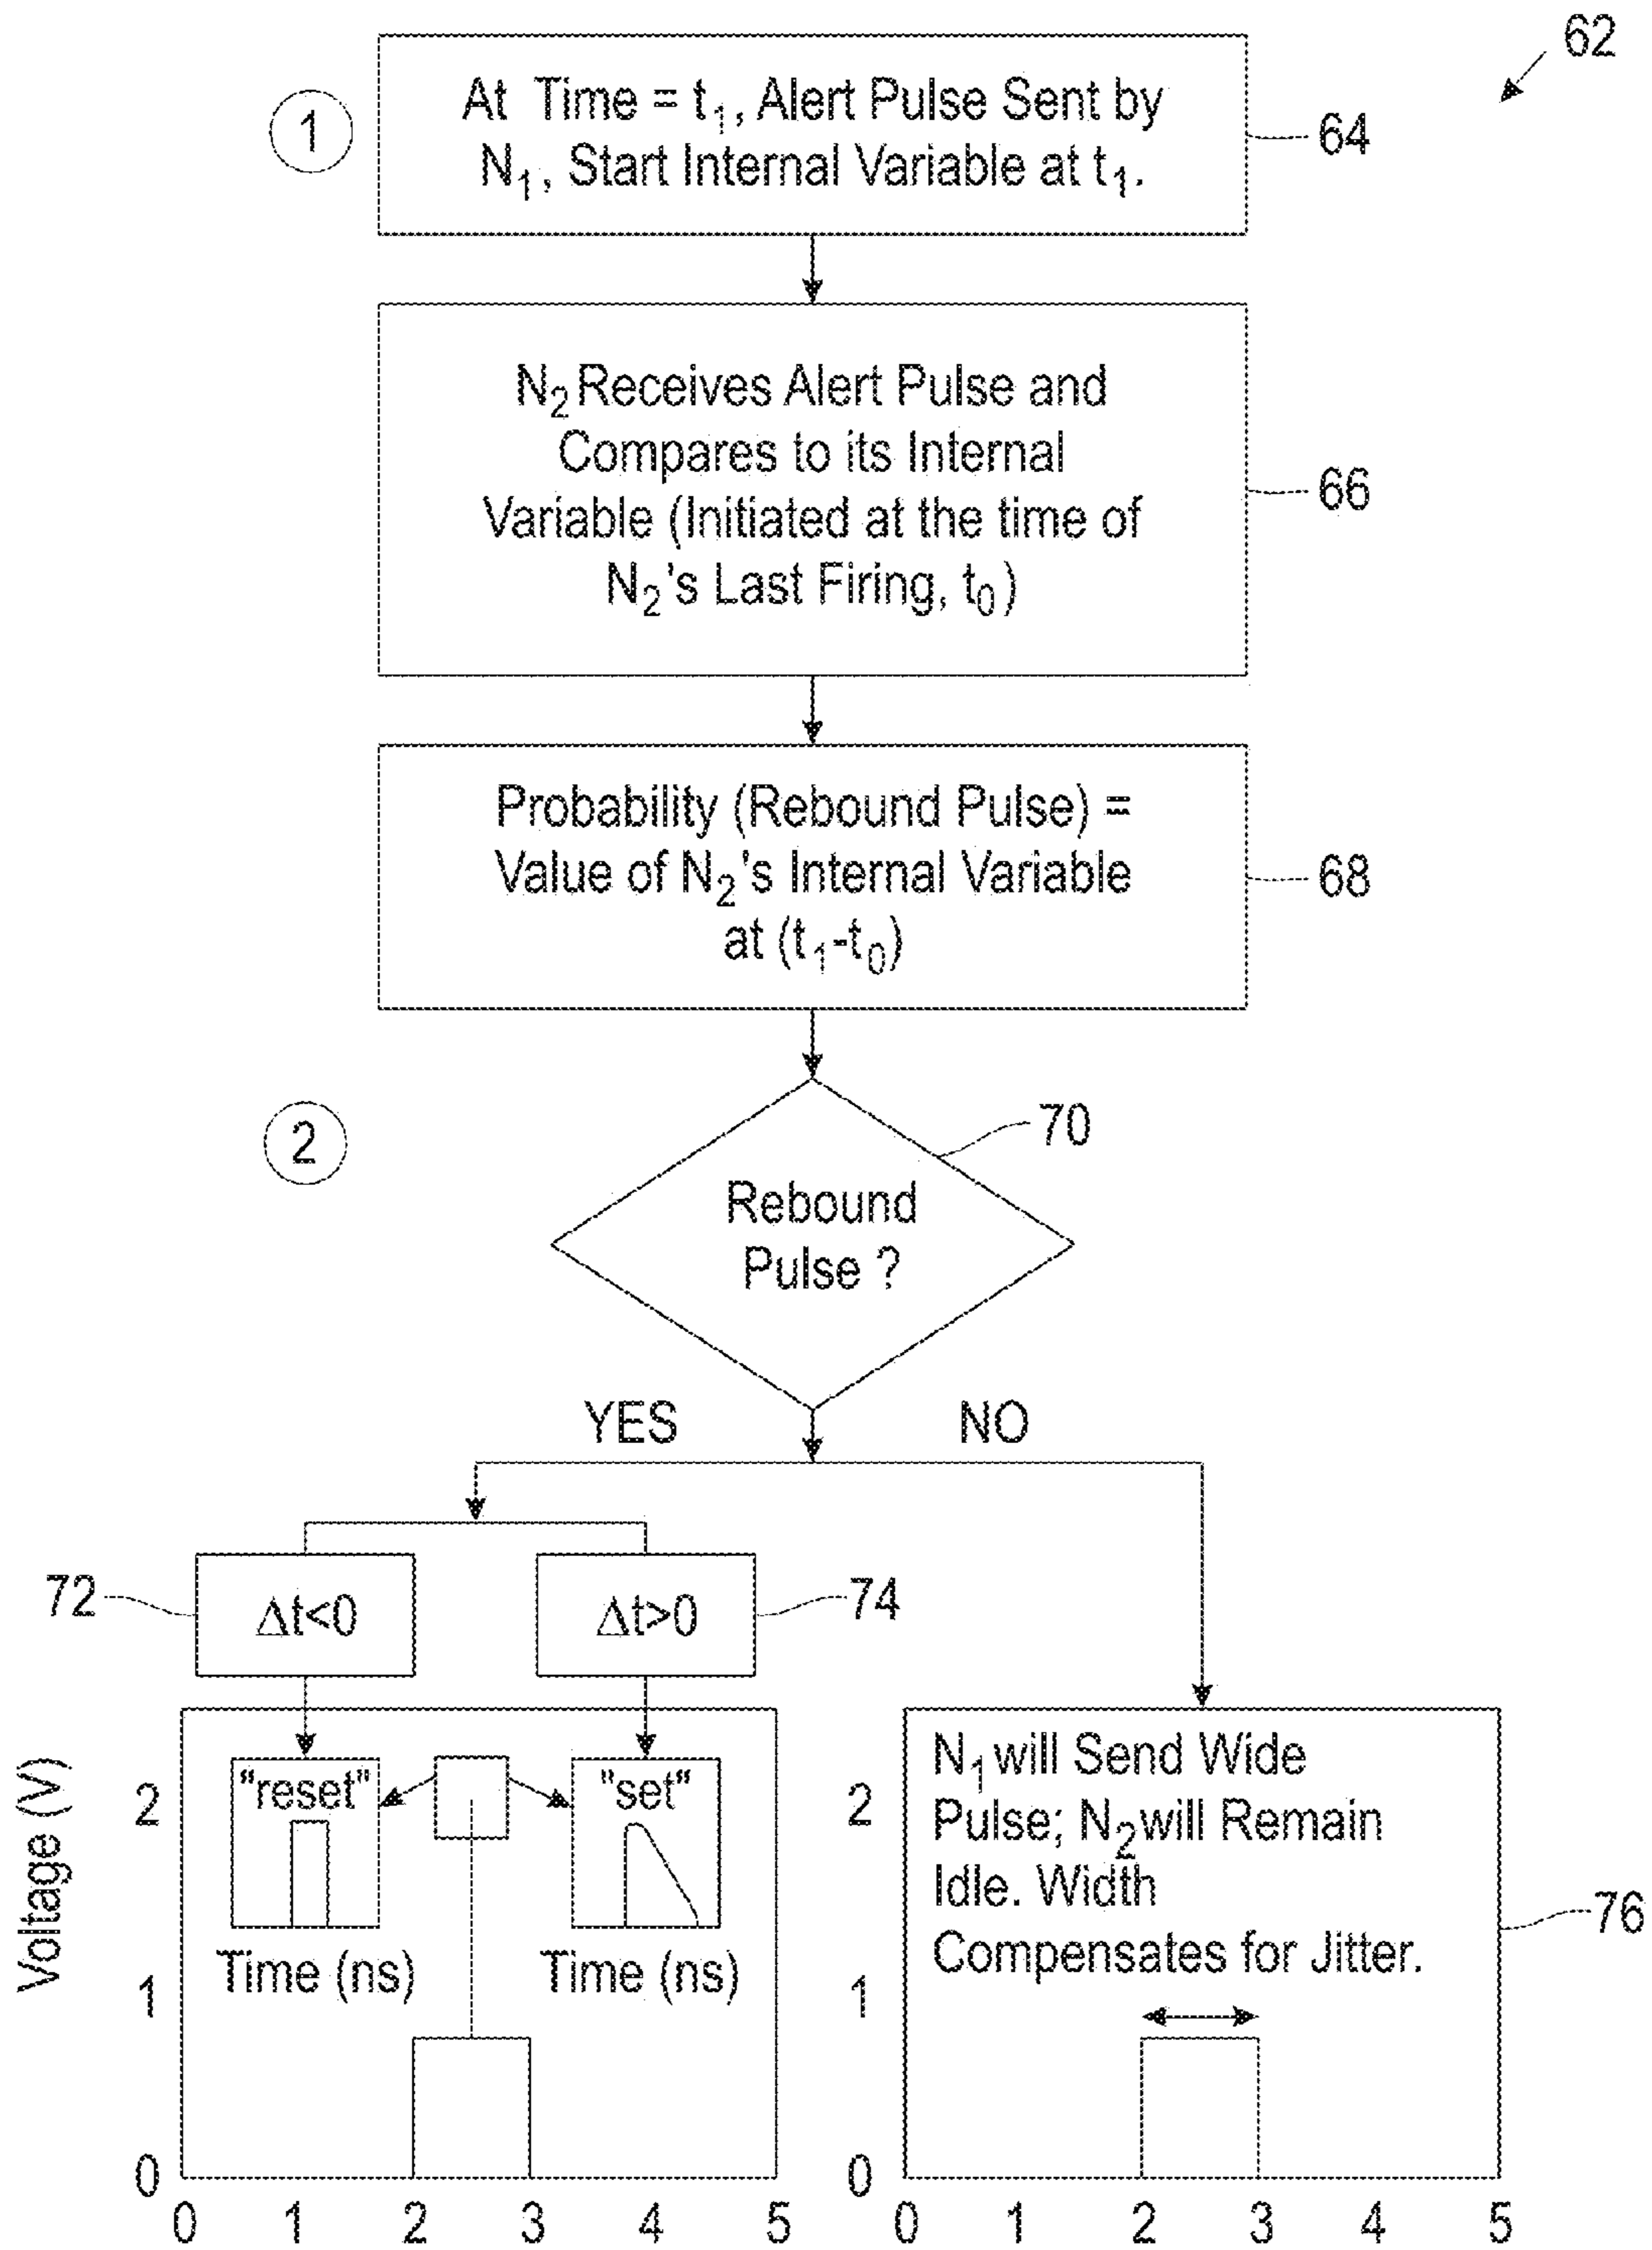 62
1
At Time = t₁, Alert Pulse Sent by
N₁, Start Internal Variable at t₁.
64
N₂ Receives Alert Pulse and
Compares to its Internal
Variable (Initiated at the time of
N₂'s Last Firing, t₀)
66
Probability (Rebound Pulse) =
Value of N₂'s Internal Variable
at (t₁-t₀)
68
2
70
Rebound
Pulse ?
YES
NO
72
Δt<0
Δt>0
74
Voltage (V)
2
1
0
"reset"
"set"
Time (ns)
Time (ns)
0 1 2 3 4 5
2
1
0
N₁ will Send Wide
Pulse; N₂ will Remain
Idle. Width
Compensates for Jitter.
76
0 1 2 3 4 5